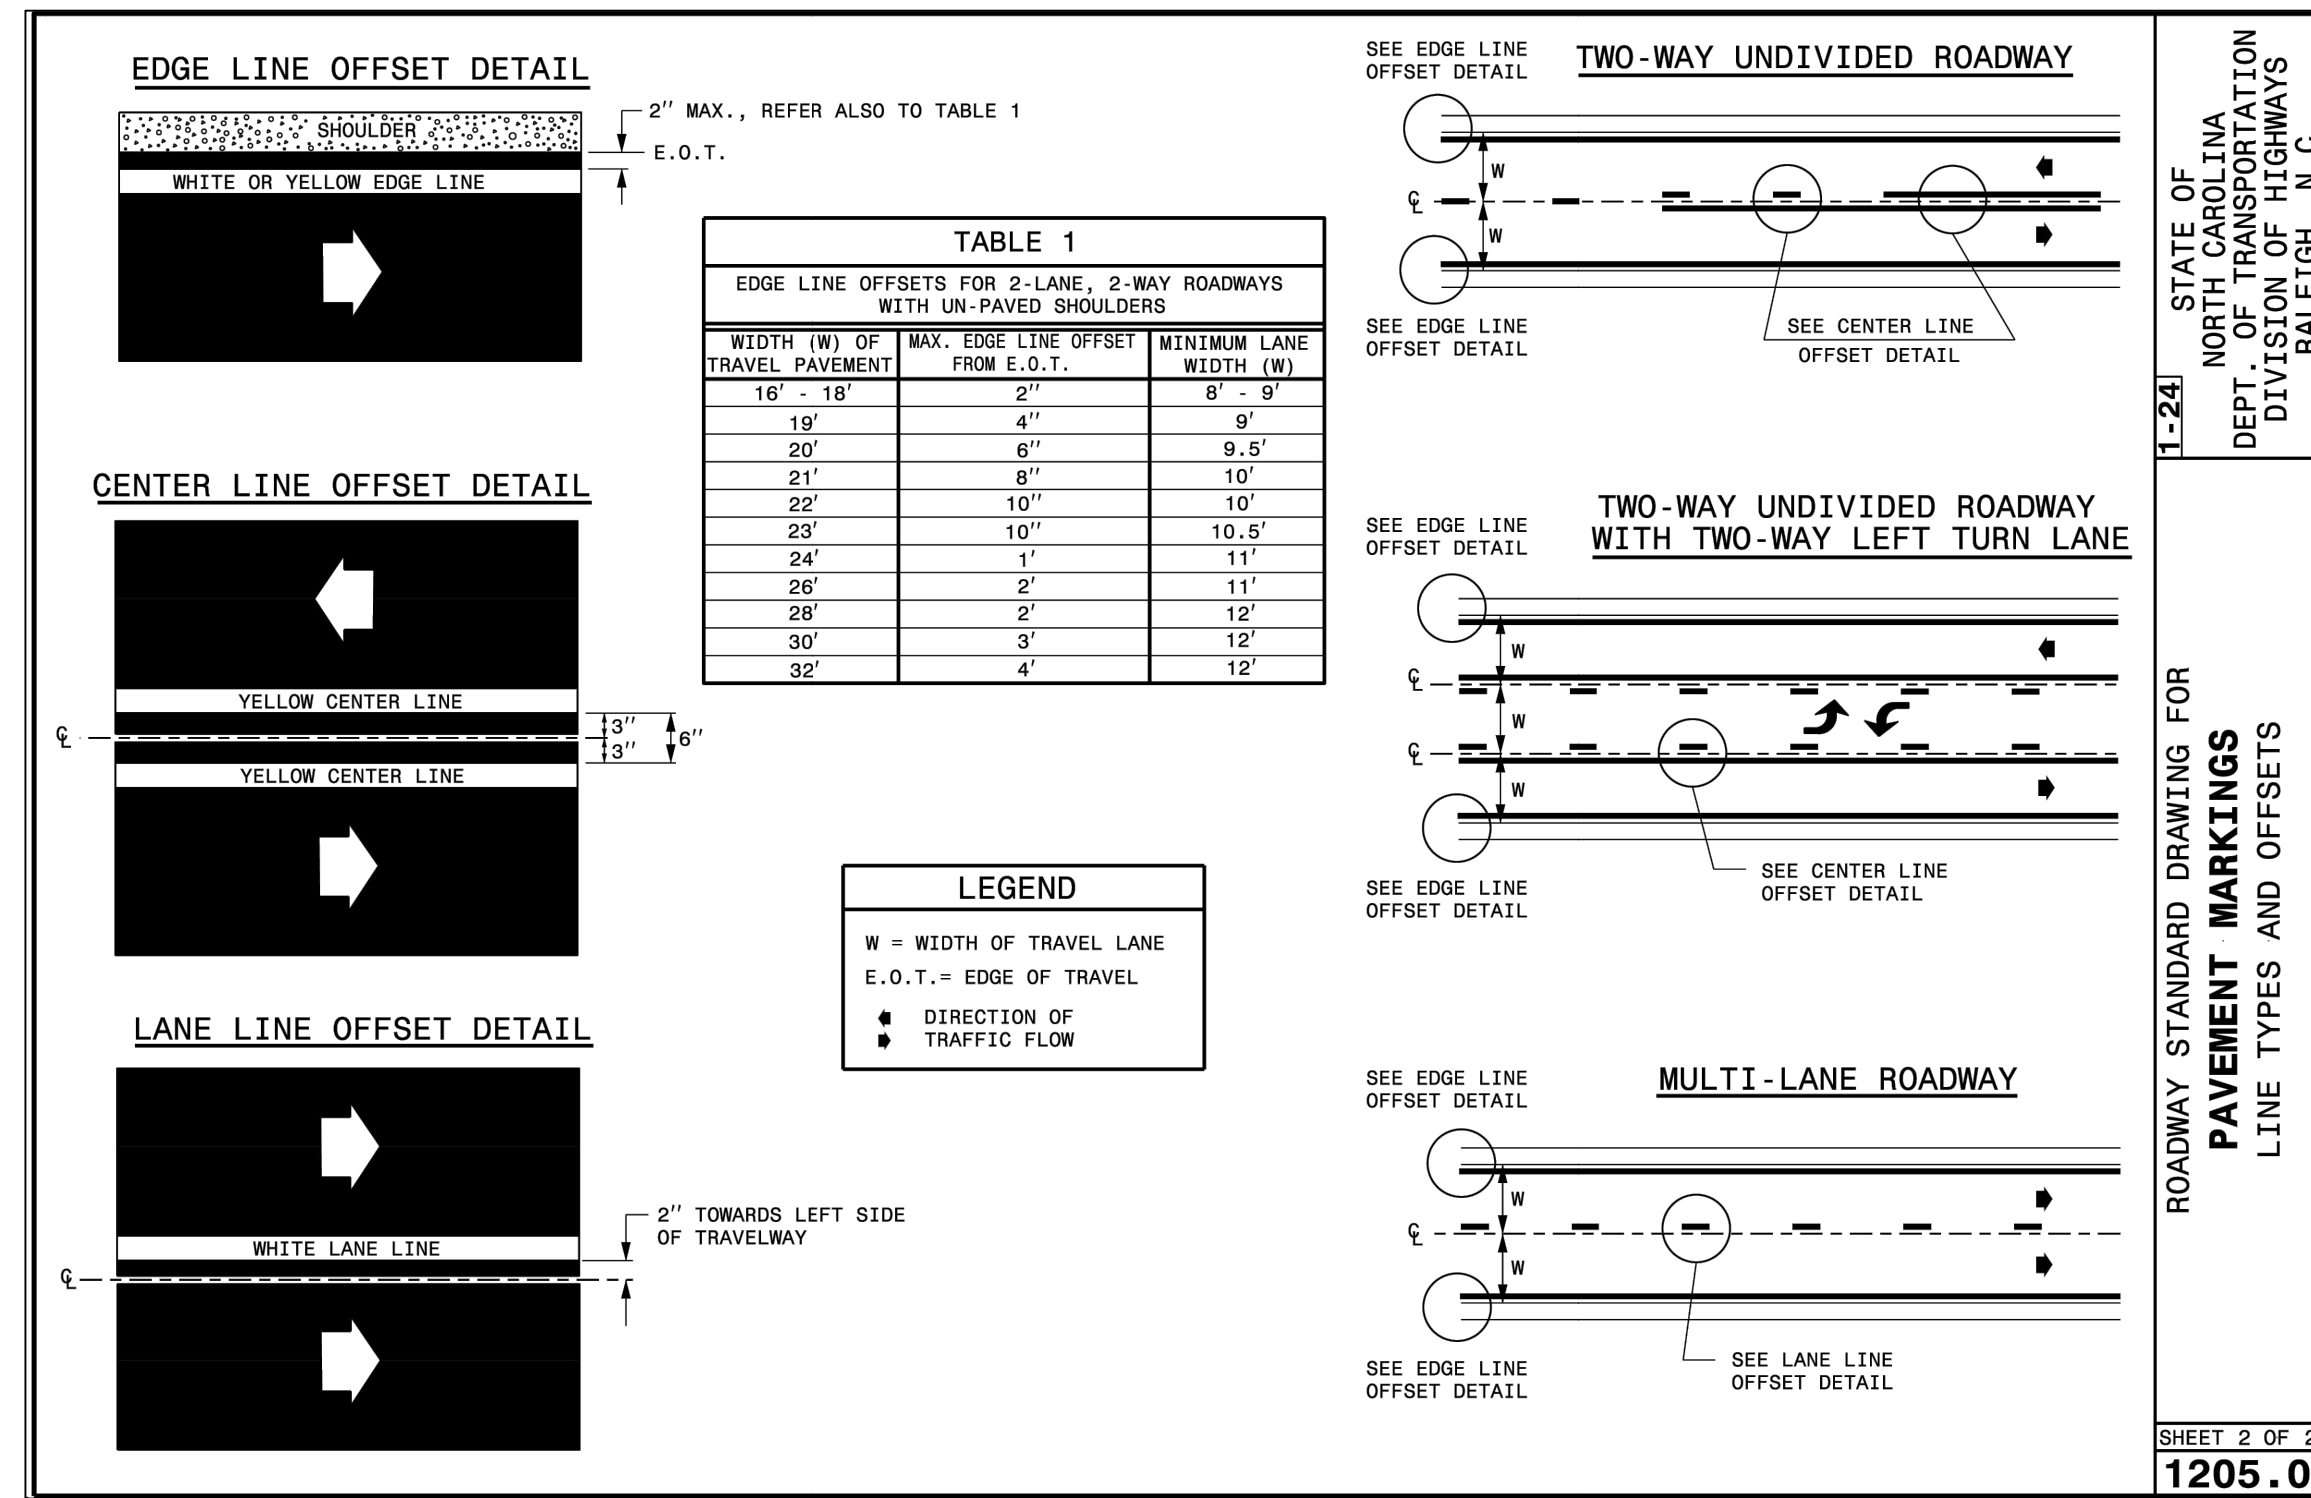 EDGE LINE OFFSET DETAIL
SHOULDER
2'' MAX., REFER ALSO TO TABLE 1
E.O.T.
WHITE OR YELLOW EDGE LINE
CENTER LINE OFFSET DETAIL
YELLOW CENTER LINE
℄
3''
3''
6''
YELLOW CENTER LINE
LANE LINE OFFSET DETAIL
2'' TOWARDS LEFT SIDE
OF TRAVELWAY
WHITE LANE LINE
℄
TABLE 1
EDGE LINE OFFSETS FOR 2-LANE, 2-WAY ROADWAYS
WITH UN-PAVED SHOULDERS
WIDTH (W) OF TRAVEL PAVEMENT MAX. EDGE LINE OFFSET FROM E.O.T. MINIMUM LANE WIDTH (W)
16' - 18' 2'' 8' - 9'
19' 4'' 9'
20' 6'' 9.5'
21' 8'' 10'
22' 10'' 10'
23' 10'' 10.5'
24' 1' 11'
26' 2' 11'
28' 2' 12'
30' 3' 12'
32' 4' 12'
LEGEND
W = WIDTH OF TRAVEL LANE
E.O.T.= EDGE OF TRAVEL
DIRECTION OF
TRAFFIC FLOW
SEE EDGE LINE
OFFSET DETAIL
TWO-WAY UNDIVIDED ROADWAY
W
℄
W
SEE EDGE LINE
OFFSET DETAIL
SEE CENTER LINE
OFFSET DETAIL
TWO-WAY UNDIVIDED ROADWAY
WITH TWO-WAY LEFT TURN LANE
SEE EDGE LINE
OFFSET DETAIL
W
℄
W
℄
W
SEE CENTER LINE
OFFSET DETAIL
SEE EDGE LINE
OFFSET DETAIL
SEE EDGE LINE
OFFSET DETAIL
MULTI-LANE ROADWAY
W
℄
W
SEE LANE LINE
OFFSET DETAIL
SEE EDGE LINE
OFFSET DETAIL
1-24
STATE OF
NORTH CAROLINA
DEPT. OF TRANSPORTATION
DIVISION OF HIGHWAYS
ROADWAY STANDARD DRAWING FOR
PAVEMENT MARKINGS
LINE TYPES AND OFFSETS
SHEET 2 OF
1205.0